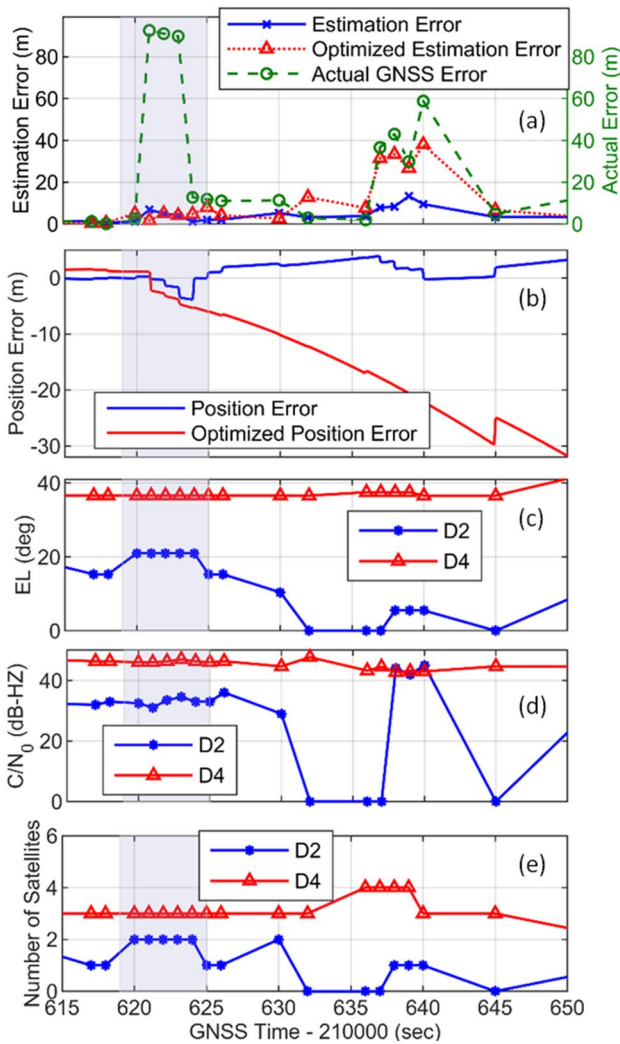 Estimation Error (m)
80
60
40
20
0
Estimation Error
Optimized Estimation Error
Actual GNSS Error
80
60
40
20
0
Actual Error (m)
(a)
Position Error (m)
0
-10
-20
-30
(b)
Position Error
Optimized Position Error
EL (deg)
40
20
0
(c)
D2
D4
C/N0 (dB-HZ)
40
20
0
(d)
D2
D4
Number of Satellites
6
4
2
0
D2
D4
(e)
615 620 625 630 635 640 645 650
GNSS Time - 210000 (sec)